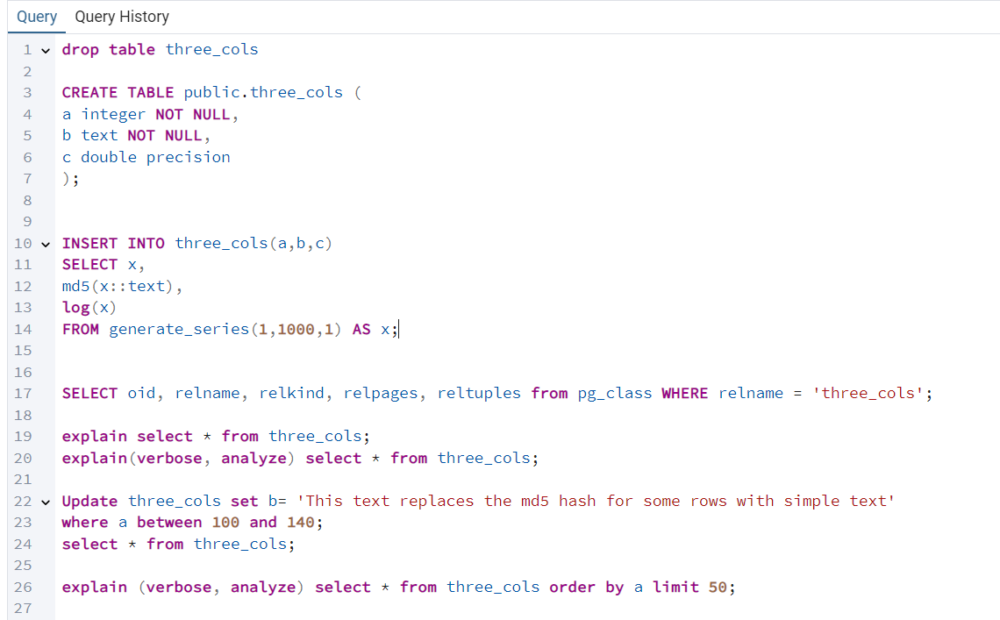 Query Query History
1 drop table three_cols
2
3 CREATE TABLE public.three_cols (
4 a integer NOT NULL,
5 b text NOT NULL,
6 c double precision
7 );
8
9
10 INSERT INTO three_cols(a,b,c)
11 SELECT x,
12 md5(x::text),
13 log(x)
14 FROM generate_series(1,1000,1) AS x;
15
16
17 SELECT oid, relname, relkind, relpages, reltuples from pg_class WHERE relname = 'three_cols';
18
19 explain select * from three_cols;
20 explain(verbose, analyze) select * from three_cols;
21
22 Update three_cols set b= 'This text replaces the md5 hash for some rows with simple text'
23 where a between 100 and 140;
24 select * from three_cols;
25
26 explain (verbose, analyze) select * from three_cols order by a limit 50;
27